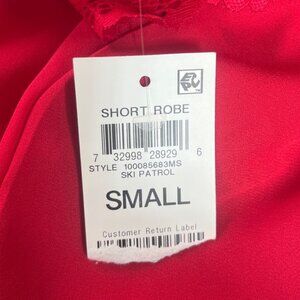 SHORT ROBE
7 32998 28929 6
STYLE 100085683MS
SKI PATROL
SMALL
Customer Return Label